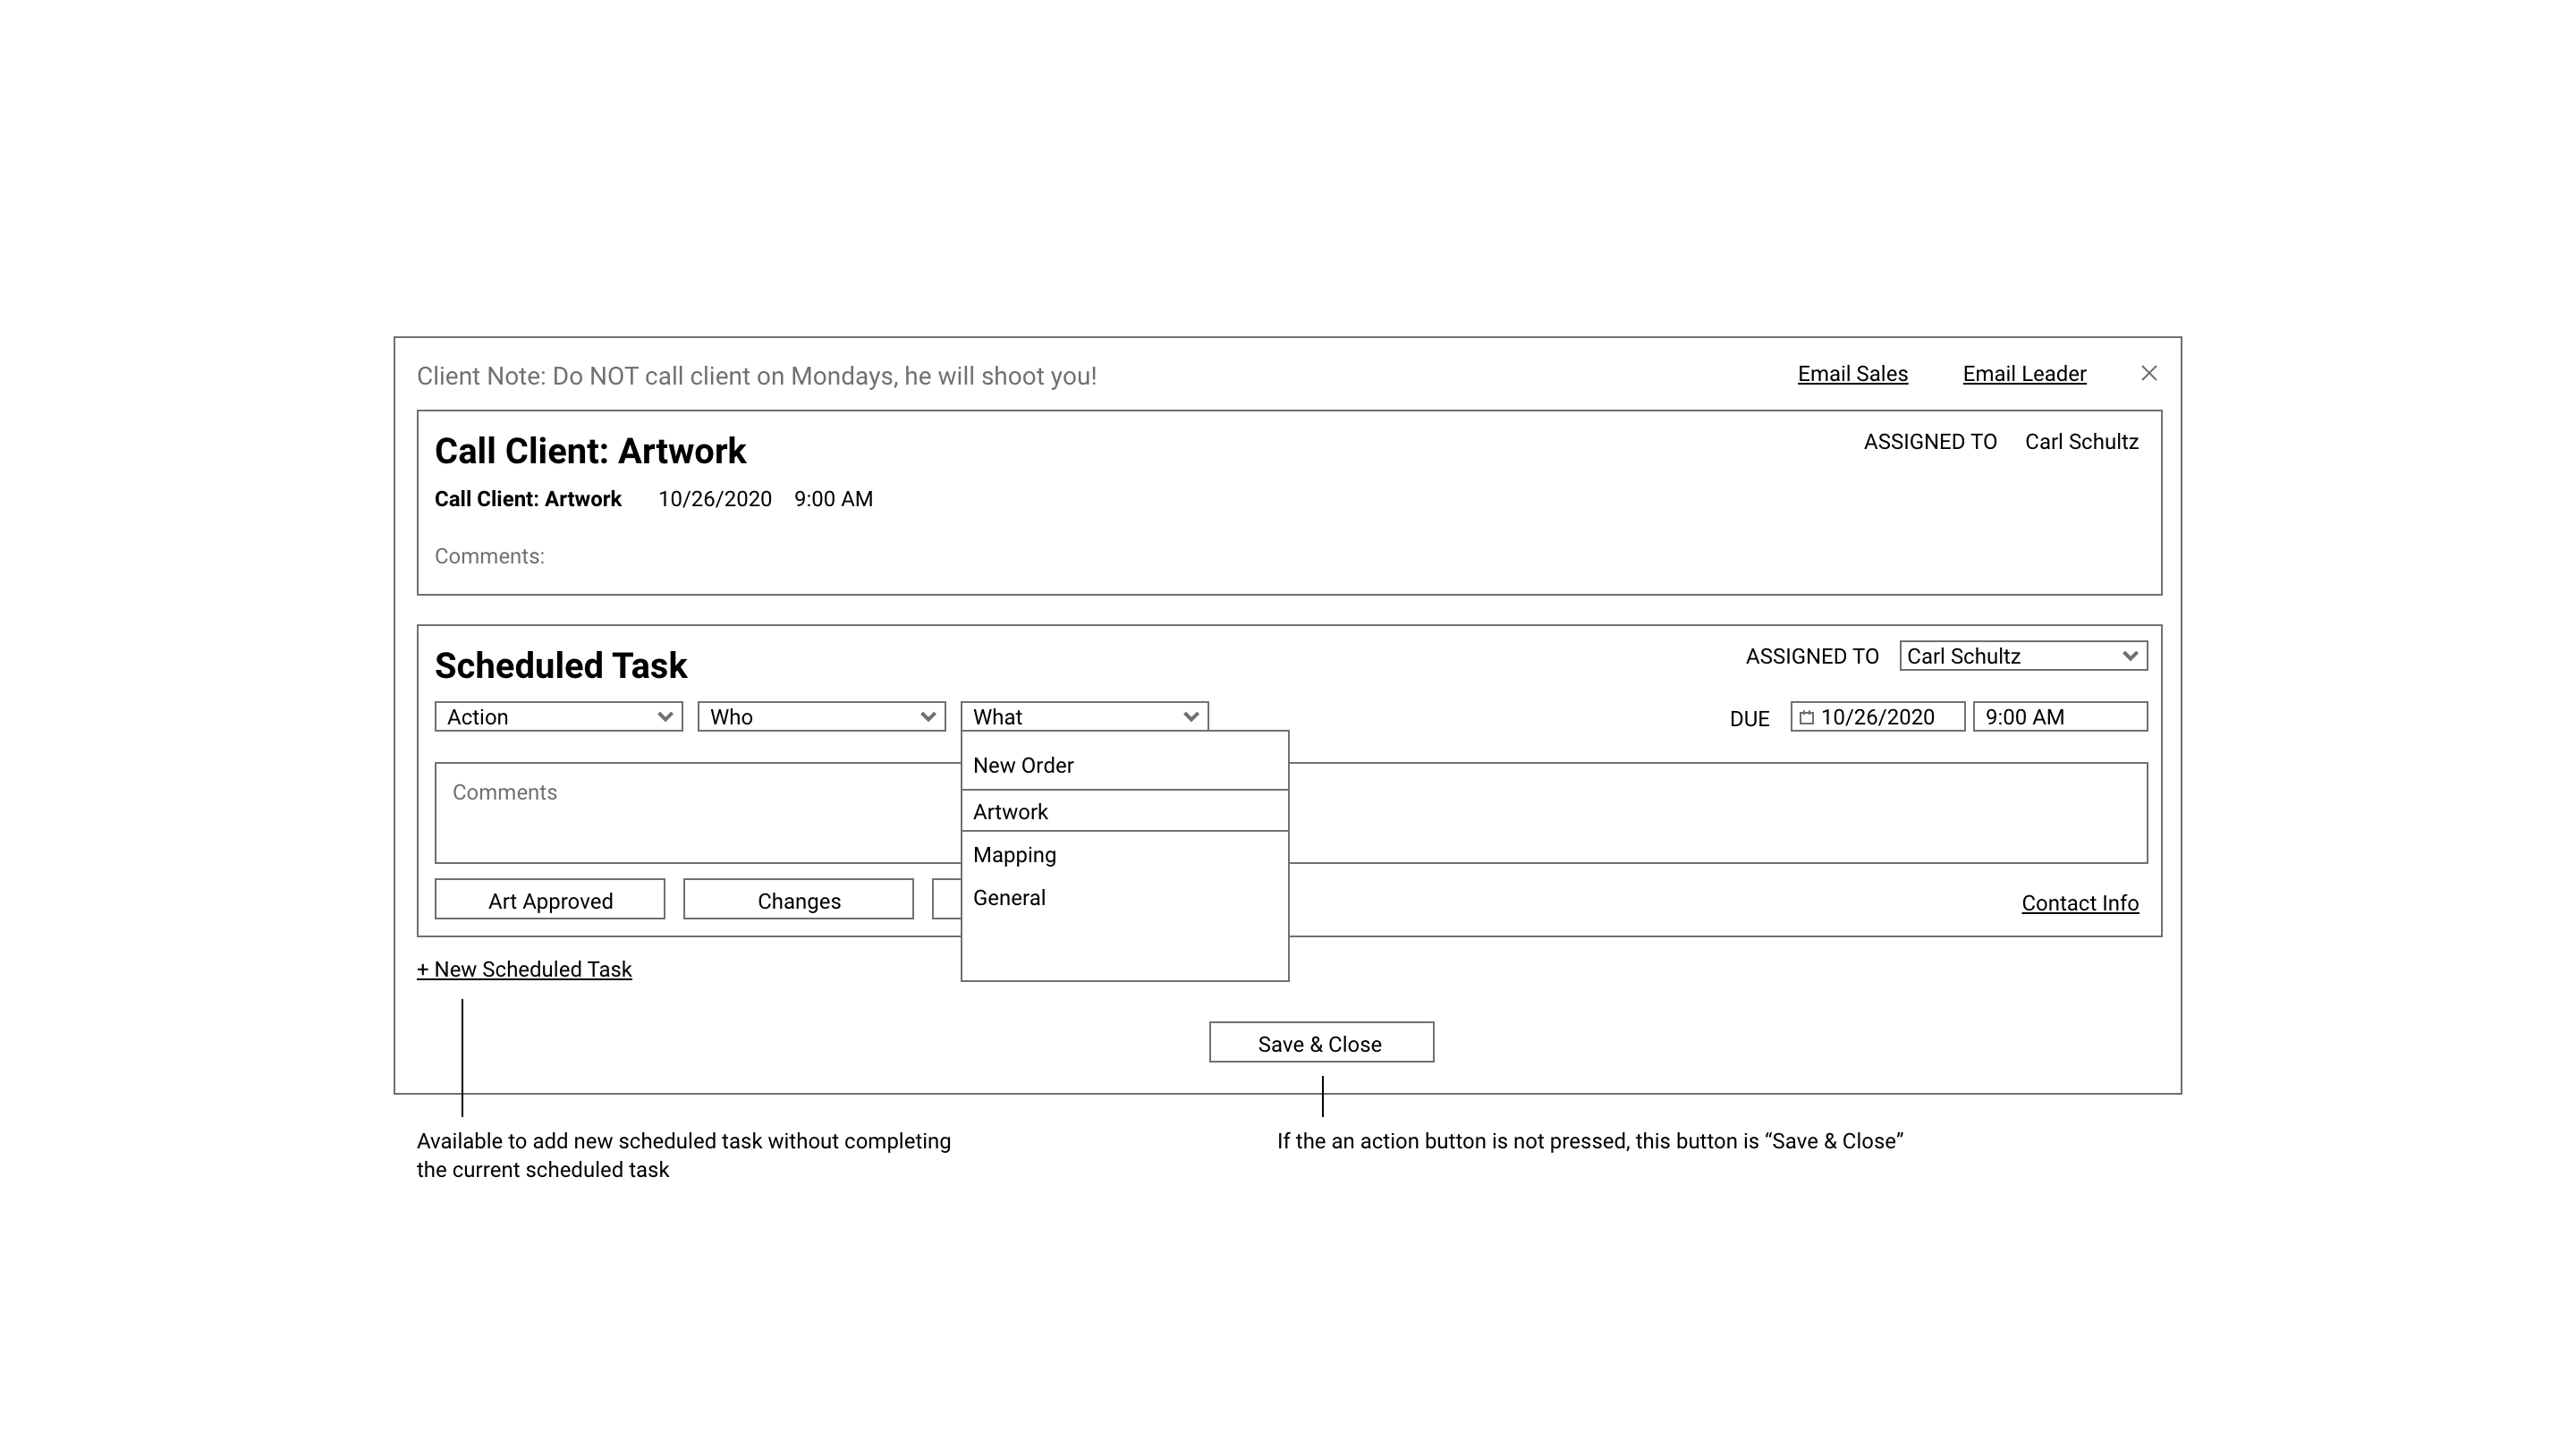 Client Note: Do NOT call client on Mondays, he will shoot you!
Email Sales
Email Leader
Call Client: Artwork
ASSIGNED TO Carl Schultz
Call Client: Artwork 10/26/2020 9:00 AM
Comments:
Scheduled Task
ASSIGNED TO Carl Schultz
Action
Who
What
DUE 10/26/2020 9:00 AM
New Order
Artwork
Mapping
General
Comments
Art Approved
Changes
Contact Info
+ New Scheduled Task
Save & Close
Available to add new scheduled task without completing
the current scheduled task
If the an action button is not pressed, this button is “Save & Close”